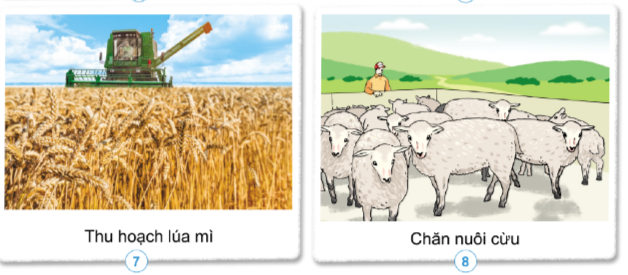 Thu hoạch lúa mì
7
Chăn nuôi cừu
8